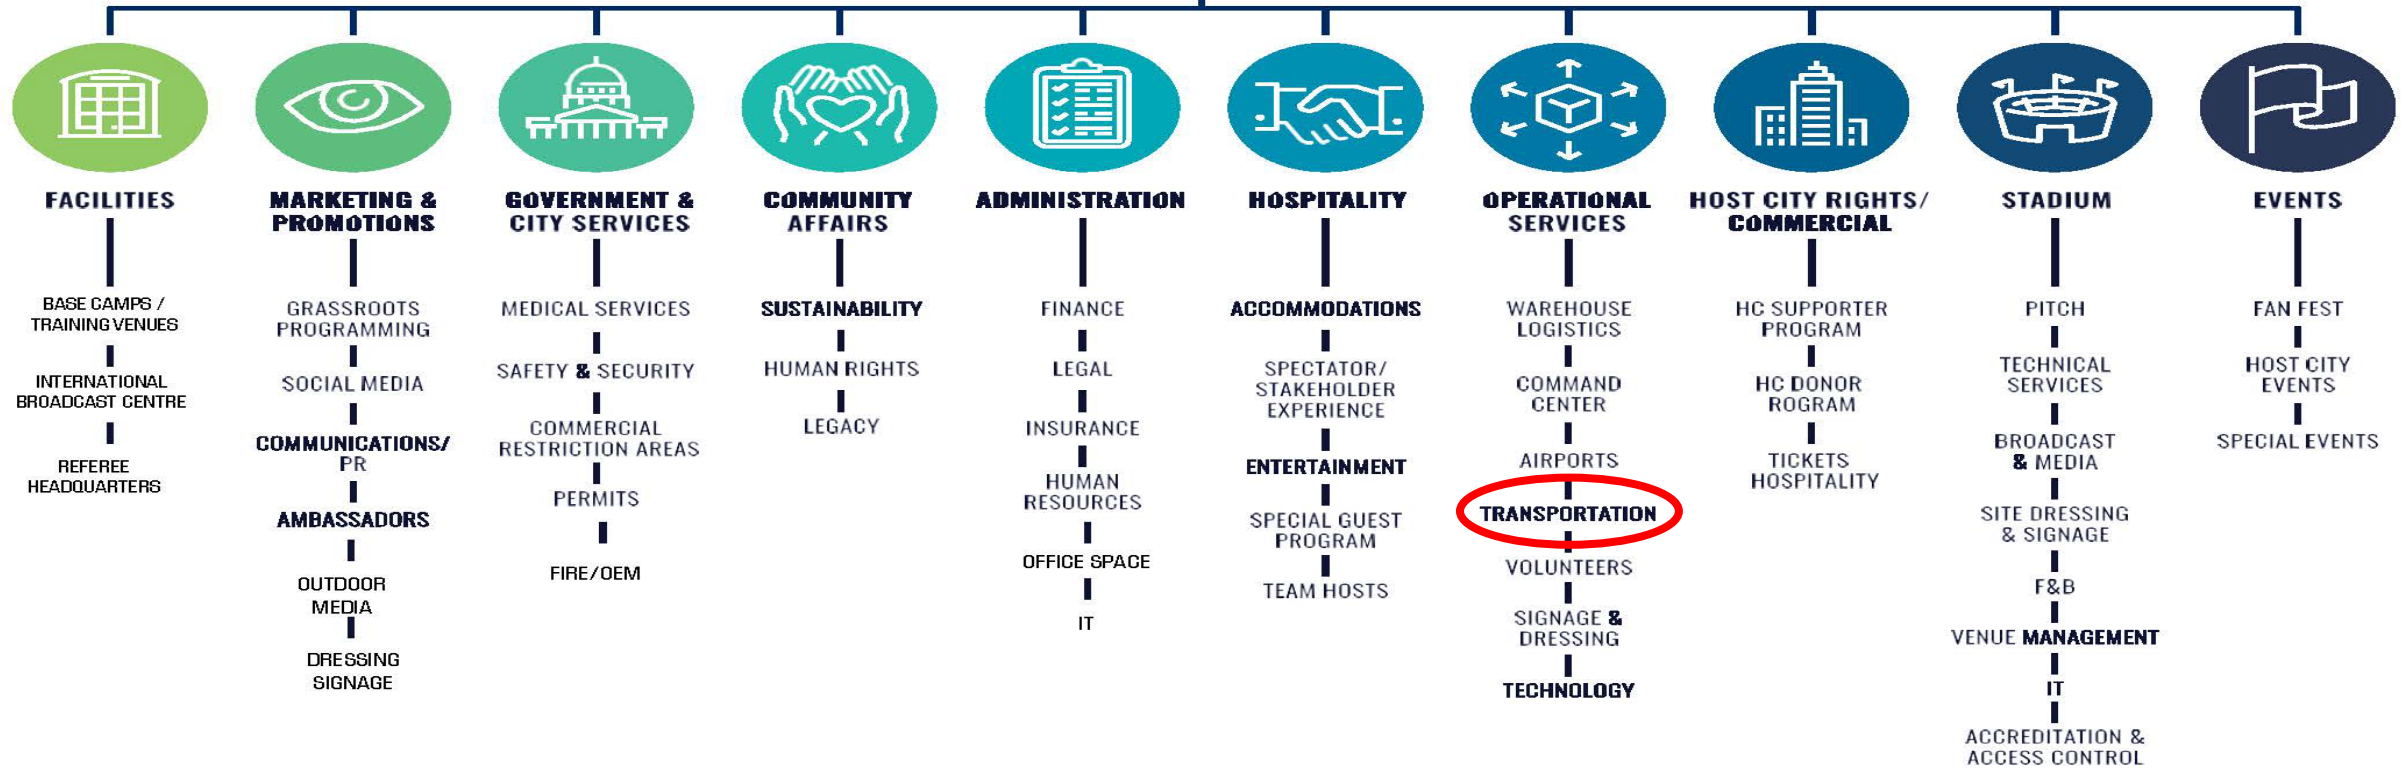 FACILITIES
BASE CAMPS /
TRAINING VENUES
INTERNATIONAL
BROADCAST CENTRE
REFEREE
HEADQUARTERS
MARKETING &
PROMOTIONS
GRASSROOTS
PROGRAMMING
SOCIAL MEDIA
COMMUNICATIONS/
PR
AMBASSADORS
OUTDOOR
MEDIA
DRESSING
SIGNAGE
GOVERNMENT &
CITY SERVICES
MEDICAL SERVICES
SAFETY & SECURITY
COMMERCIAL
RESTRICTION AREAS
PERMITS
FIRE/OEM
COMMUNITY
AFFAIRS
SUSTAINABILITY
HUMAN RIGHTS
LEGACY
ADMINISTRATION
FINANCE
LEGAL
INSURANCE
HUMAN
RESOURCES
OFFICE SPACE
IT
HOSPITALITY
ACCOMMODATIONS
SPECTATOR/
STAKEHOLDER
EXPERIENCE
ENTERTAINMENT
SPECIAL GUEST
PROGRAM
TEAM HOSTS
OPERATIONAL
SERVICES
WAREHOUSE
LOGISTICS
COMMAND
CENTER
AIRPORTS
TRANSPORTATION
VOLUNTEERS
SIGNAGE &
DRESSING
TECHNOLOGY
HOST CITY RIGHTS/
COMMERCIAL
HC SUPPORTER
PROGRAM
HC DONOR
ROGRAM
TICKETS
HOSPITALITY
STADIUM
PITCH
TECHNICAL
SERVICES
BROADCAST
& MEDIA
SITE DRESSING
& SIGNAGE
F&B
VENUE MANAGEMENT
IT
ACCREDITATION &
ACCESS CONTROL
EVENTS
FAN FEST
HOST CITY
EVENTS
SPECIAL EVENTS